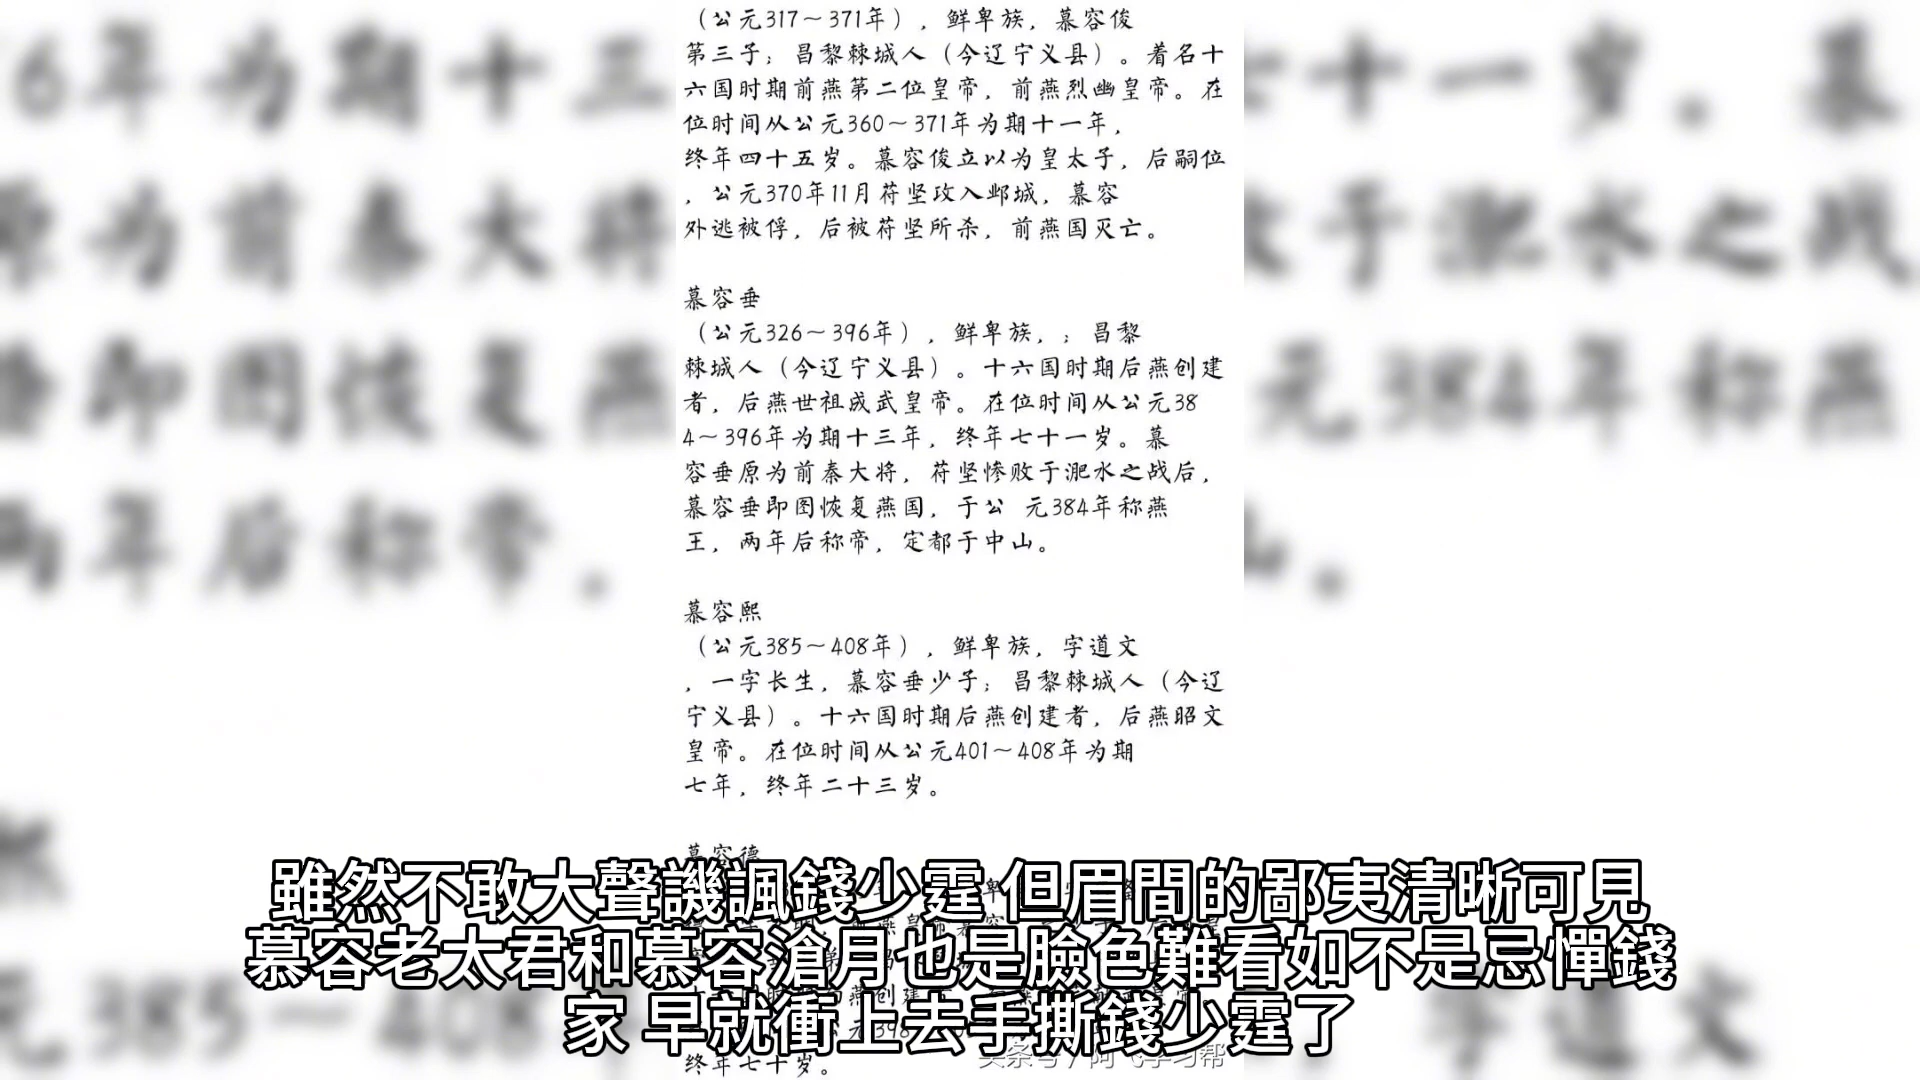 （公元317～371年），鲜卑族，慕容俊
第三子；昌黎棘城人（今辽宁义县）。着名十
六国时期前燕第二位皇帝，前燕烈幽皇帝。在
位时间从公元360～371年为期十一年，
终年四十五岁。慕容俊立以为皇太子，后嗣位
，公元370年11月苻坚攻入邺城，慕容
外逃被俘，后被苻坚所杀，前燕国灭亡。
慕容垂
（公元326～396年），鲜卑族，；昌黎
棘城人（今辽宁义县）。十六国时期后燕创建
者，后燕世祖成武皇帝。在位时间从公元38
4～396年为期十三年，终年七十一岁。慕
容垂原为前秦大将，苻坚惨败于淝水之战后，
慕容垂即图恢复燕国，于公 元384年称燕
王，两年后称帝，定都于中山。
慕容熙
（公元385～408年），鲜卑族，字道文
，一字长生，慕容垂少子；昌黎棘城人（今辽
宁义县）。十六国时期后燕创建者，后燕昭文
皇帝。在位时间从公元401～408年为期
七年，终年二十三岁。
慕容德
雖然不敢大聲譏諷錢少霆 但眉間的鄙夷清晰可見
慕容老太君和慕容滄月也是臉色難看如不是忌憚錢
家 早就衝上去手撕錢少霆了
终年七十岁。